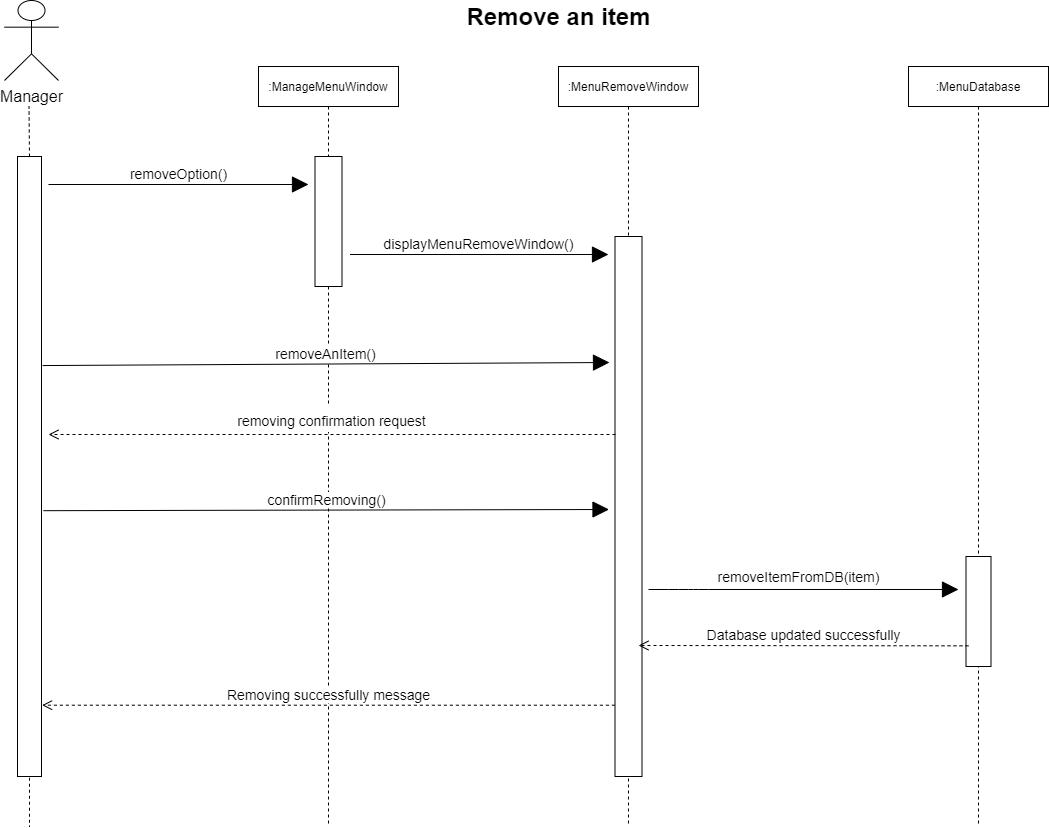 Remove an item
Manager
:ManageMenuWindow
:MenuRemoveWindow
:MenuDatabase
removeOption()
displayMenuRemoveWindow()
removeAnItem()
removing confirmation request
confirmRemoving()
removeItemFromDB(item)
Database updated successfully
Removing successfully message